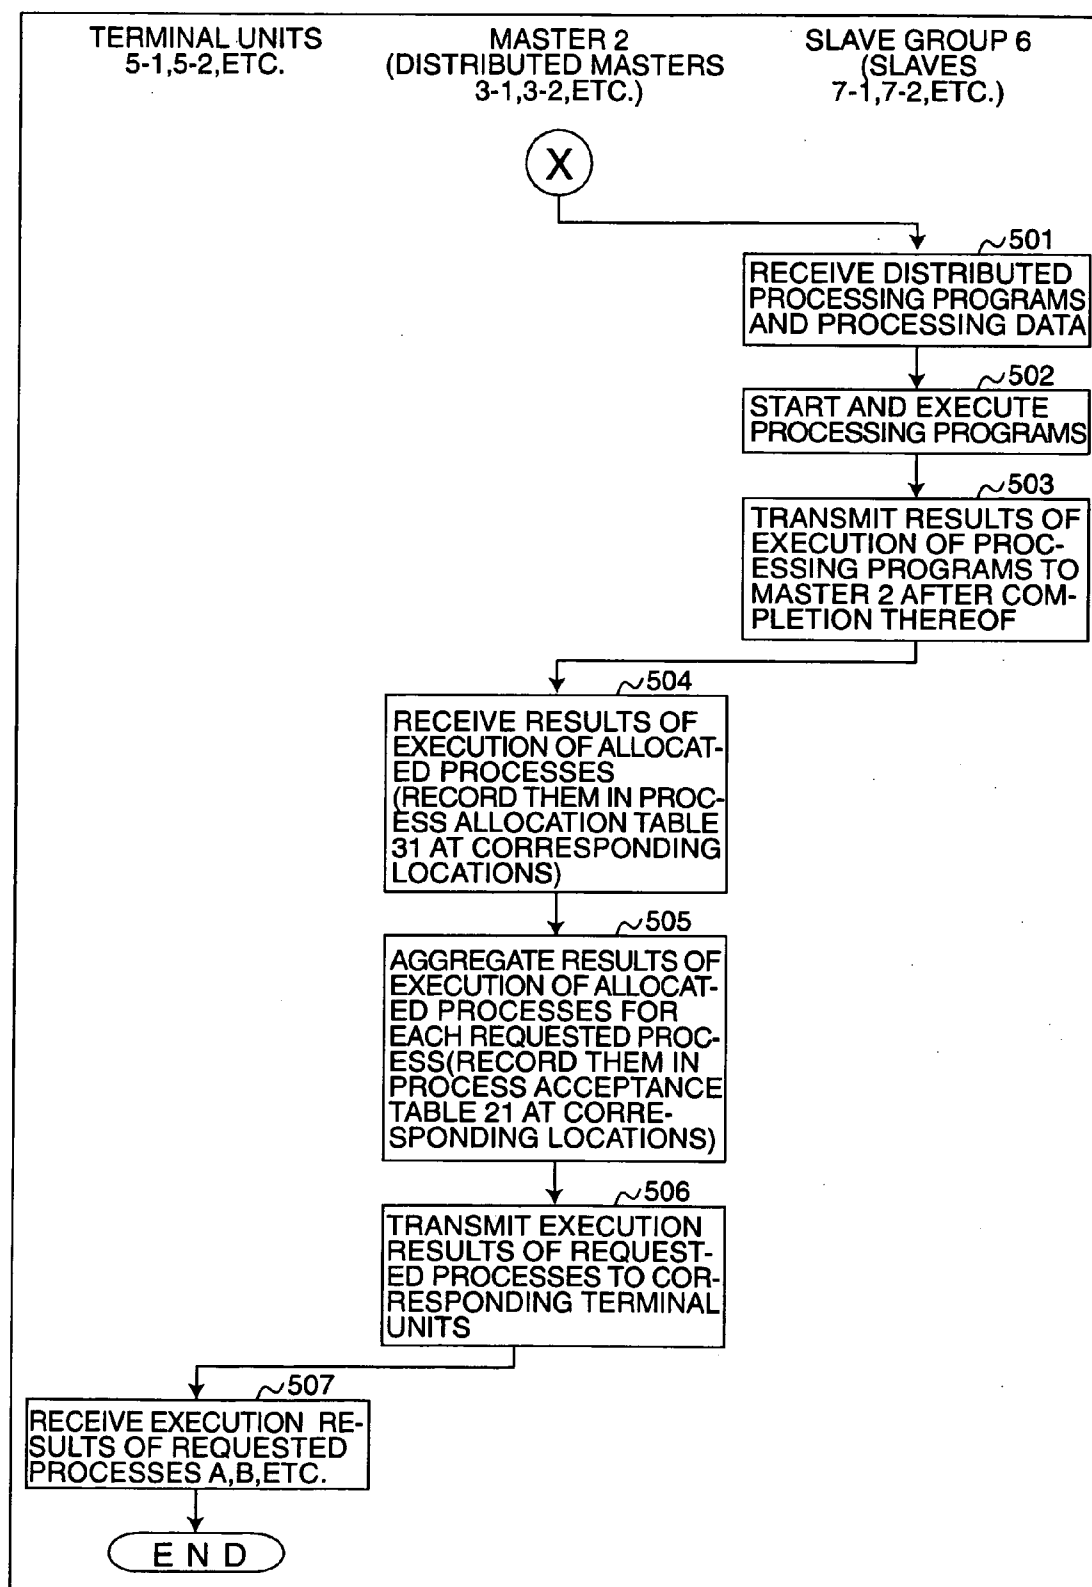 TERMINAL UNITS
5-1,5-2,ETC.
MASTER 2
(DISTRIBUTED MASTERS
3-1,3-2,ETC.)
SLAVE GROUP 6
(SLAVES
7-1,7-2,ETC.)
X
501
RECEIVE DISTRIBUTED
PROCESSING PROGRAMS
AND PROCESSING DATA
502
START AND EXECUTE
PROCESSING PROGRAMS
503
TRANSMIT RESULTS OF
EXECUTION OF PROC-
ESSING PROGRAMS TO
MASTER 2 AFTER COM-
PLETION THEREOF
504
RECEIVE RESULTS OF
EXECUTION OF ALLOCAT-
ED PROCESSES
(RECORD THEM IN PROC-
ESS ALLOCATION TABLE
31 AT CORRESPONDING
LOCATIONS)
505
AGGREGATE RESULTS OF
EXECUTION OF ALLOCAT-
ED PROCESSES FOR
EACH REQUESTED PROC-
ESS(RECORD THEM IN
PROCESS ACCEPTANCE
TABLE 21 AT CORRE-
SPONDING LOCATIONS)
506
TRANSMIT EXECUTION
RESULTS OF REQUEST-
ED PROCESSES TO COR-
RESPONDING TERMINAL
UNITS
507
RECEIVE EXECUTION RE-
SULTS OF REQUESTED
PROCESSES A,B,ETC.
END